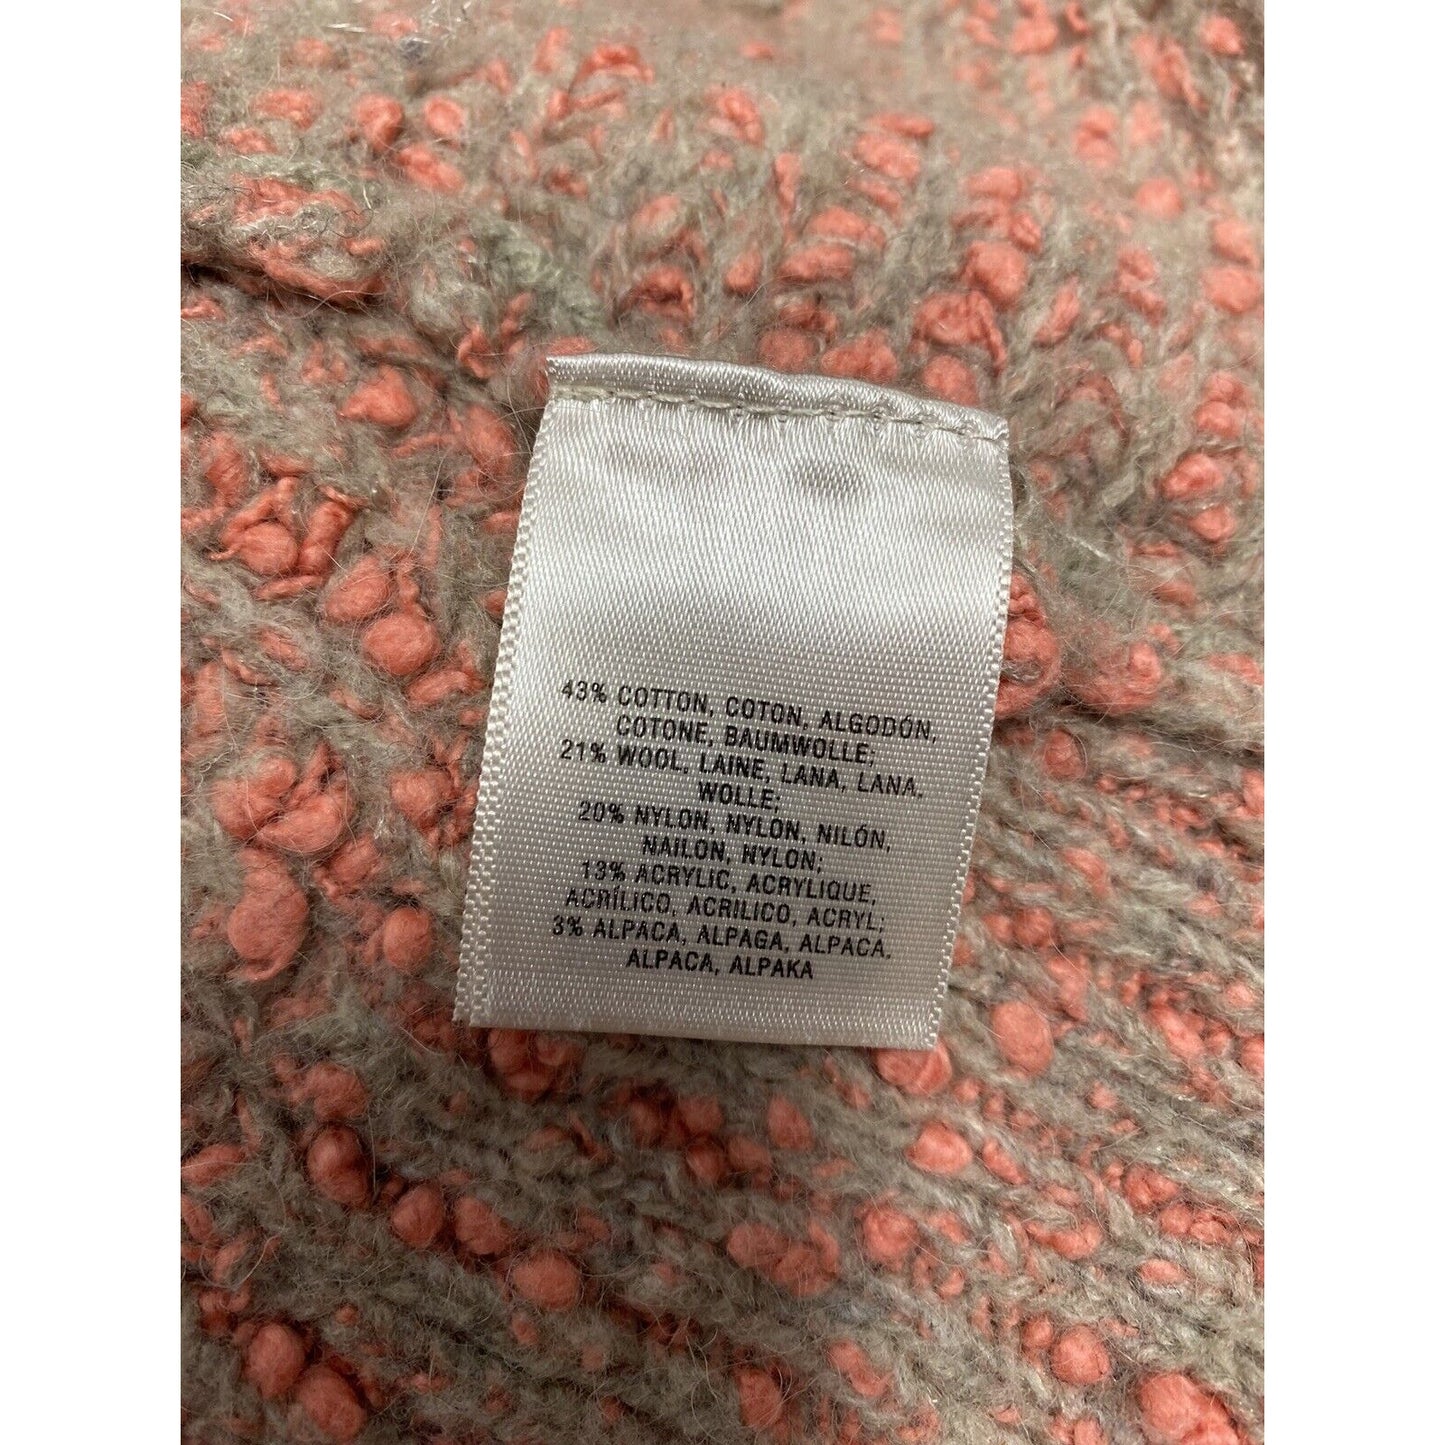 43% COTTON, COTON, ALGODÓN,
COTONE, BAUMWOLLE;
21% WOOL, LAINE, LANA, LANA,
WOLLE;
20% NYLON, NYLON, NILÓN,
NAILON, NYLON;
13% ACRYLIC, ACRYLIQUE,
ACRÍLICO, ACRILICO, ACRYL;
3% ALPACA, ALPAGA, ALPACA,
ALPACA, ALPAKA